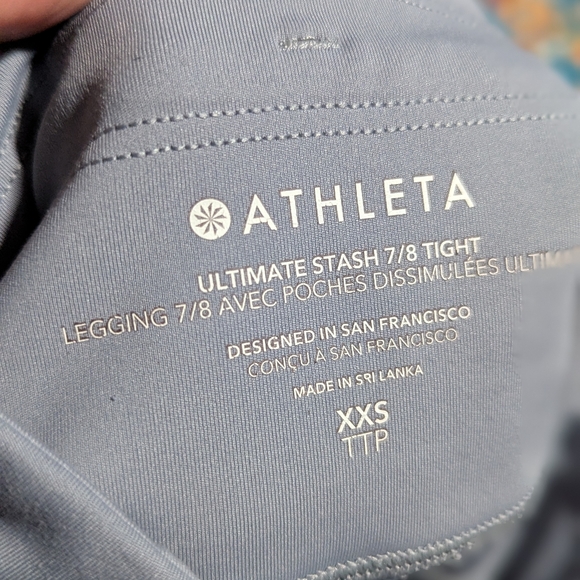 ATHLETA
ULTIMATE STASH 7/8 TIGHT
LEGGING 7/8 AVEC POCHES DISSIMULÉES
DESIGNED IN SAN FRANCISCO
CONÇU À SAN FRANCISCO
MADE IN SRI LANKA
XXS
TTP